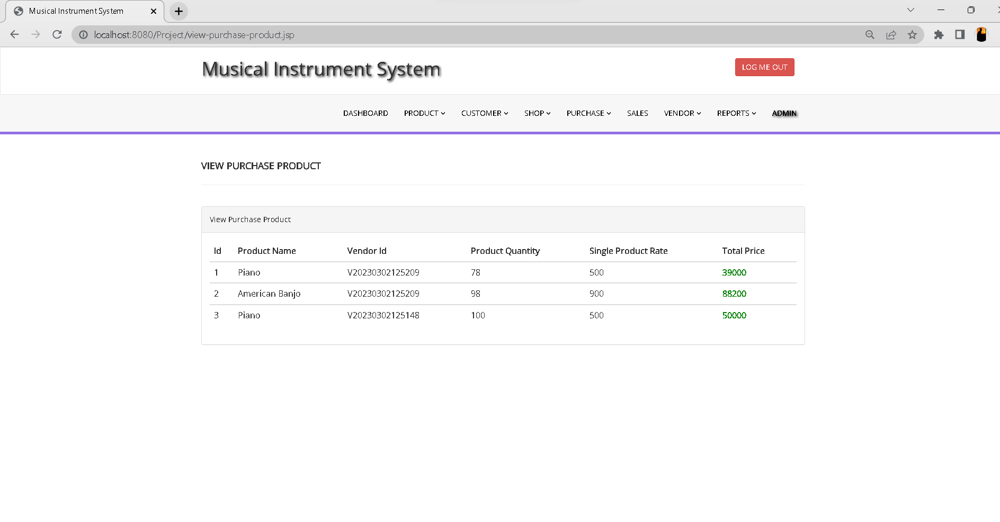 Musical Instrument System
localhost:8080/Project/view-purchase-product.jsp
Musical Instrument System
LOG ME OUT
DASHBOARD PRODUCT CUSTOMER SHOP PURCHASE SALES VENDOR REPORTS ADMIN
VIEW PURCHASE PRODUCT
View Purchase Product
Id Product Name Vendor Id Product Quantity Single Product Rate Total Price
1 Piano V20230302125209 78 500 39000
2 American Banjo V20230302125209 98 900 88200
3 Piano V20230302125148 100 500 50000